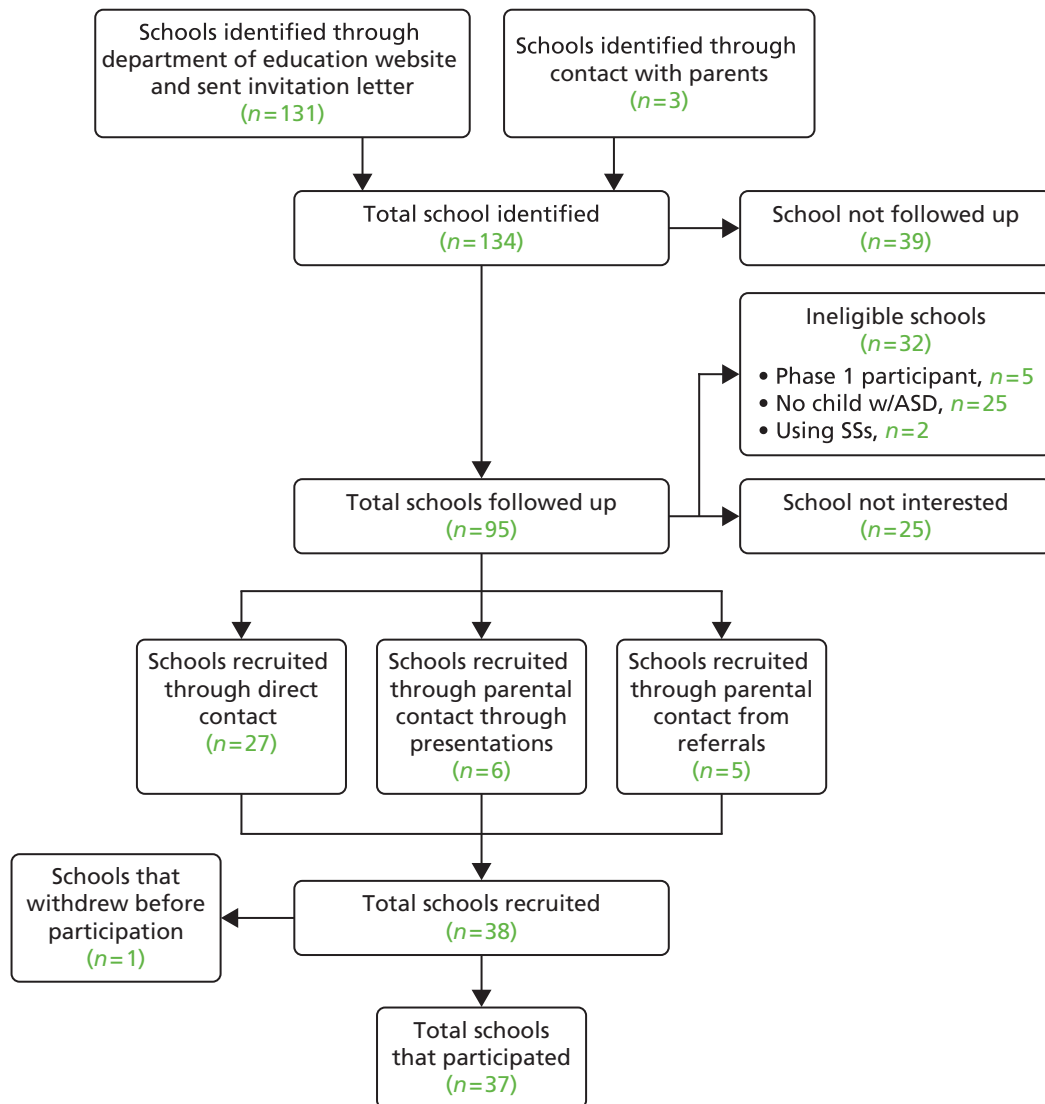 Schools identified through
department of education website
and sent invitation letter
(n=131)
Schools identified through
contact with parents
(n=3)
Total school identified
(n=134)
School not followed up
(n=39)
Ineligible schools
(n=32)
• Phase 1 participant, n=5
• No child w/ASD, n=25
• Using SSs, n=2
Total schools followed up
(n=95)
School not interested
(n=25)
Schools recruited
through direct
contact
(n=27)
Schools recruited
through parental
contact through
presentations
(n=6)
Schools recruited
through parental
contact from
referrals
(n=5)
Schools that
withdrew before
participation
(n=1)
Total schools recruited
(n=38)
Total schools
that participated
(n=37)